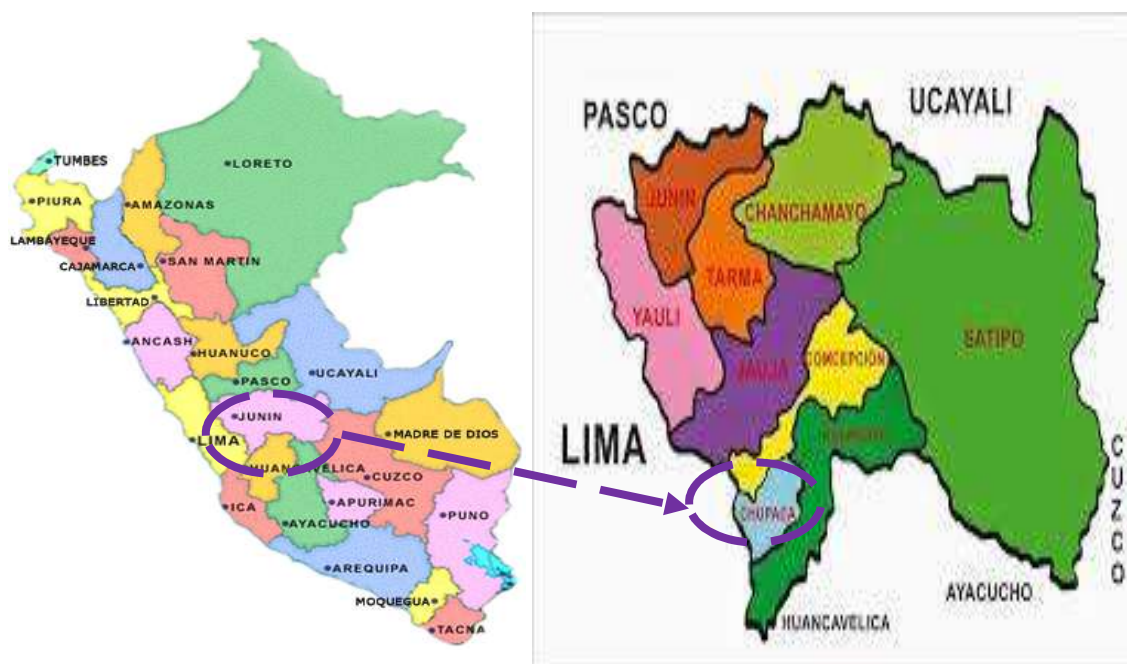 TUMBES
LORETO
PIURA
AMAZONAS
LAMBAYEQUE
CAJAMARCA
SAN MARTIN
LIBERTAD
ANCASH
HUANUCO
UCAYALI
PASCO
JUNIN
LIMA
MADRE DE DIOS
HUANCAVELICA
CUZCO
ICA
APURIMAC
PUNO
AYACUCHO
AREQUIPA
MOQUEGUA
TACNA
PASCO
UCAYALI
JUNIN
CHANCHAMAYO
TARMA
YAULI
SATIPO
CONCEPCIÓN
JAUJA
LIMA
CUZCO
CHUPACA
AYACUCHO
HUANCAVELICA